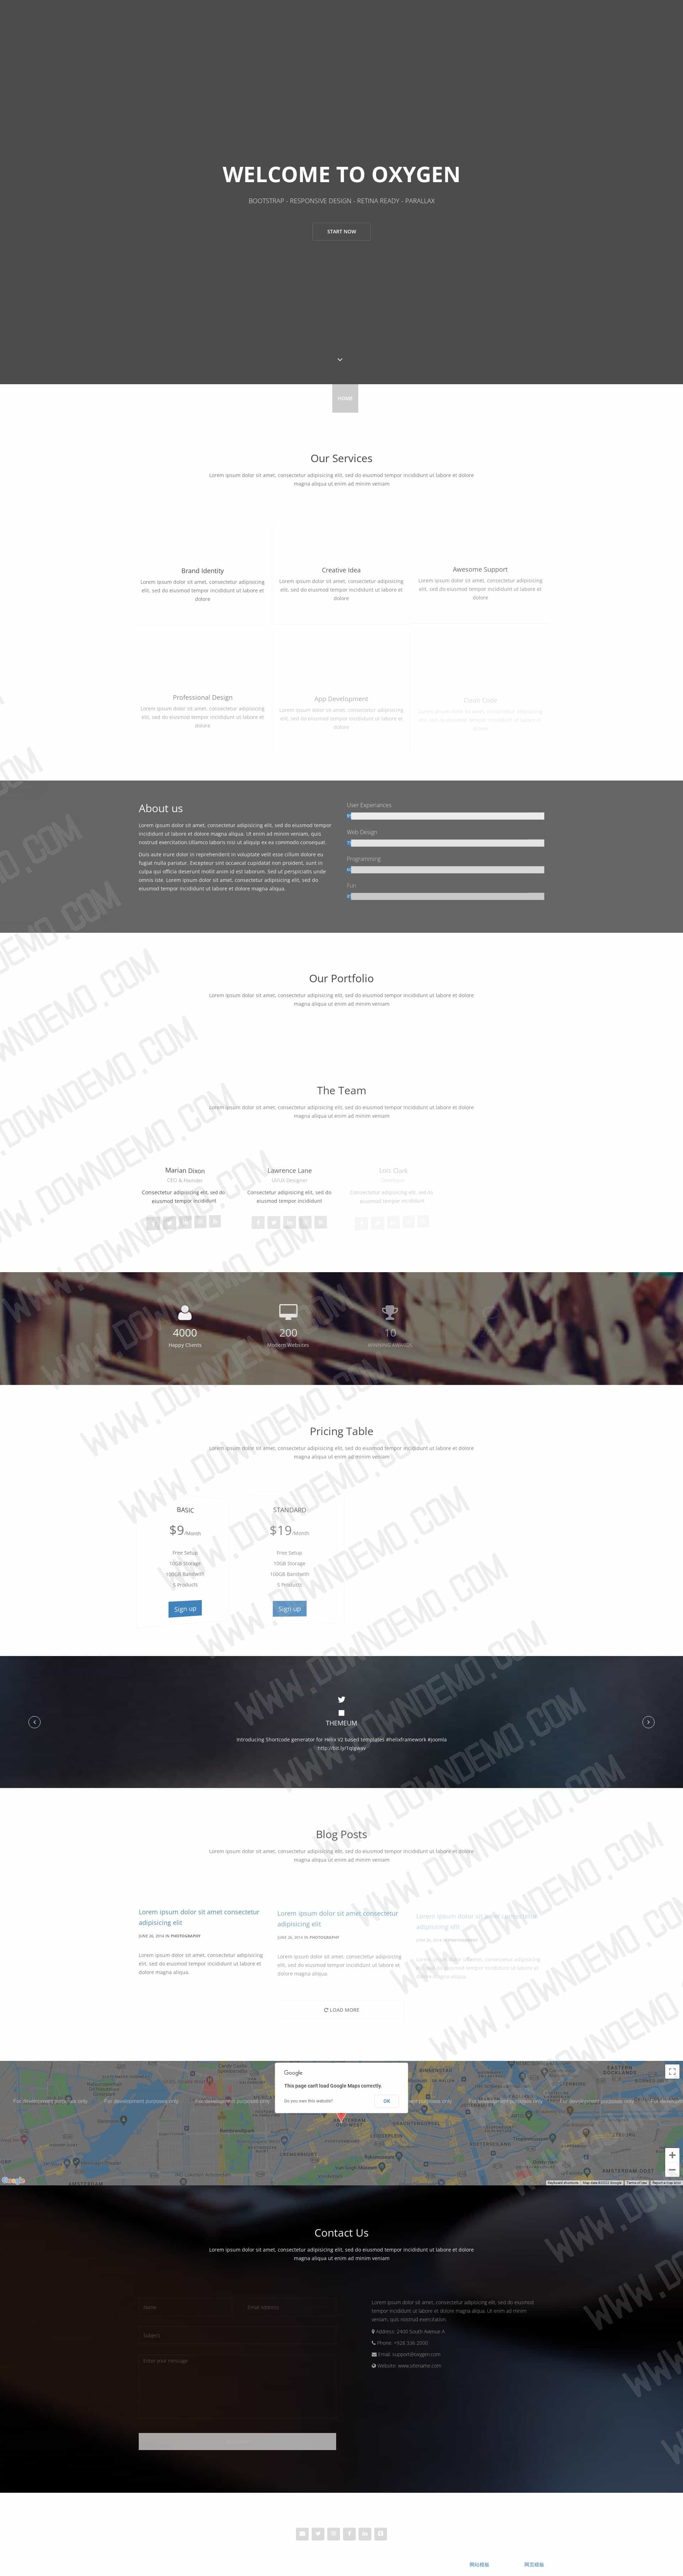 WELCOME TO OXYGEN
BOOTSTRAP - RESPONSIVE DESIGN - RETINA READY - PARALLAX
START NOW
HOME
Our Services
Lorem ipsum dolor sit amet, consectetur adipisicing elit, sed do eiusmod tempor incididunt ut labore et dolore
magna aliqua ut enim ad minim veniam
Brand Identity
Lorem ipsum dolor sit amet, consectetur adipisicing
elit, sed do eiusmod tempor incididunt ut labore et
dolore
Creative Idea
Lorem ipsum dolor sit amet, consectetur adipisicing
elit, sed do eiusmod tempor incididunt ut labore et
dolore
Awesome Support
Lorem ipsum dolor sit amet, consectetur adipisicing
elit, sed do eiusmod tempor incididunt ut labore et
dolore
Professional Design
Lorem ipsum dolor sit amet, consectetur adipisicing
elit, sed do eiusmod tempor incididunt ut labore et
dolore
App Development
Lorem ipsum dolor sit amet, consectetur adipisicing
elit, sed do eiusmod tempor incididunt ut labore et
dolore
Clean Code
Lorem ipsum dolor sit amet, consectetur adipisicing
elit, sed do eiusmod tempor incididunt ut labore et
dolore
About us
Lorem ipsum dolor sit amet, consectetur adipisicing elit, sed do eiusmod tempor
incididunt ut labore et dolore magna aliqua. Ut enim ad minim veniam, quis
nostrud exercitation.Ullamco laboris nisi ut aliquip ex ea commodo consequat.
Duis aute irure dolor in reprehenderit in voluptate velit esse cillum dolore eu
fugiat nulla pariatur. Excepteur sint occaecat cupidatat non proident, sunt in
culpa qui officia deserunt mollit anim id est laborum. Sed ut perspiciatis unde
omnis iste. Lorem ipsum dolor sit amet, consectetur adipisicing elit, sed do
eiusmod tempor incididunt ut labore et dolore magna aliqua.
User Experiances
Web Design
Programming
Fun
Our Portfolio
Lorem ipsum dolor sit amet, consectetur adipisicing elit, sed do eiusmod tempor incididunt ut labore et dolore
magna aliqua ut enim ad minim veniam
The Team
Lorem ipsum dolor sit amet, consectetur adipisicing elit, sed do eiusmod tempor incididunt ut labore et dolore
magna aliqua ut enim ad minim veniam
Marian Dixon
CEO & Founder
Consectetur adipisicing elit, sed do
eiusmod tempor incididunt
Lawrence Lane
UI/UX Designer
Consectetur adipisicing elit, sed do
eiusmod tempor incididunt
Lois Clark
Developer
Consectetur adipisicing elit, sed do
eiusmod tempor incididunt
4000
Happy Clients
200
Modern Websites
10
WINNING AWARDS
Pricing Table
Lorem ipsum dolor sit amet, consectetur adipisicing elit, sed do eiusmod tempor incididunt ut labore et dolore
magna aliqua ut enim ad minim veniam
BASIC
$9/Month
Free Setup
10GB Storage
100GB Bandwith
5 Products
Sign up
STANDARD
$19/Month
Free Setup
10GB Storage
100GB Bandwith
5 Products
Sign up
THEMEUM
Introducing Shortcode generator for Helix V2 based templates #helixframework #joomla
Blog Posts
Lorem ipsum dolor sit amet, consectetur adipisicing elit, sed do eiusmod tempor incididunt ut labore et dolore
magna aliqua ut enim ad minim veniam
Lorem ipsum dolor sit amet consectetur
adipisicing elit
JUNE 26, 2014 IN PHOTOGRAPHY
Lorem ipsum dolor sit amet, consectetur adipisicing
elit, sed do eiusmod tempor incididunt ut labore et
dolore magna aliqua.
Lorem ipsum dolor sit amet consectetur
adipisicing elit
JUNE 26, 2014 IN PHOTOGRAPHY
Lorem ipsum dolor sit amet, consectetur adipisicing
elit, sed do eiusmod tempor incididunt ut labore et
dolore magna aliqua.
Lorem ipsum dolor sit amet consectetur
adipisicing elit
LOAD MORE
Google
This page can't load Google Maps correctly.
Do you own this website?
OK
For development purposes only
Google
Keyboard shortcuts
Map data ©2022 Google
Terms of Use
Report a map error
Contact Us
Lorem ipsum dolor sit amet, consectetur adipisicing elit, sed do eiusmod tempor incididunt ut labore et dolore
magna aliqua ut enim ad minim veniam
Name
Email Address
Subject
Enter your message
Lorem ipsum dolor sit amet, consectetur adipisicing elit, sed do eiusmod
tempor incididunt ut labore et dolore magna aliqua. Ut enim ad minim
veniam, quis nostrud exercitation.
Address: 2400 South Avenue A
Phone: +928 336 2000
Email: support@oxygen.com
Website: www.sitename.com
网站模板
网页模板
WWW.DOWNDEMO.COM